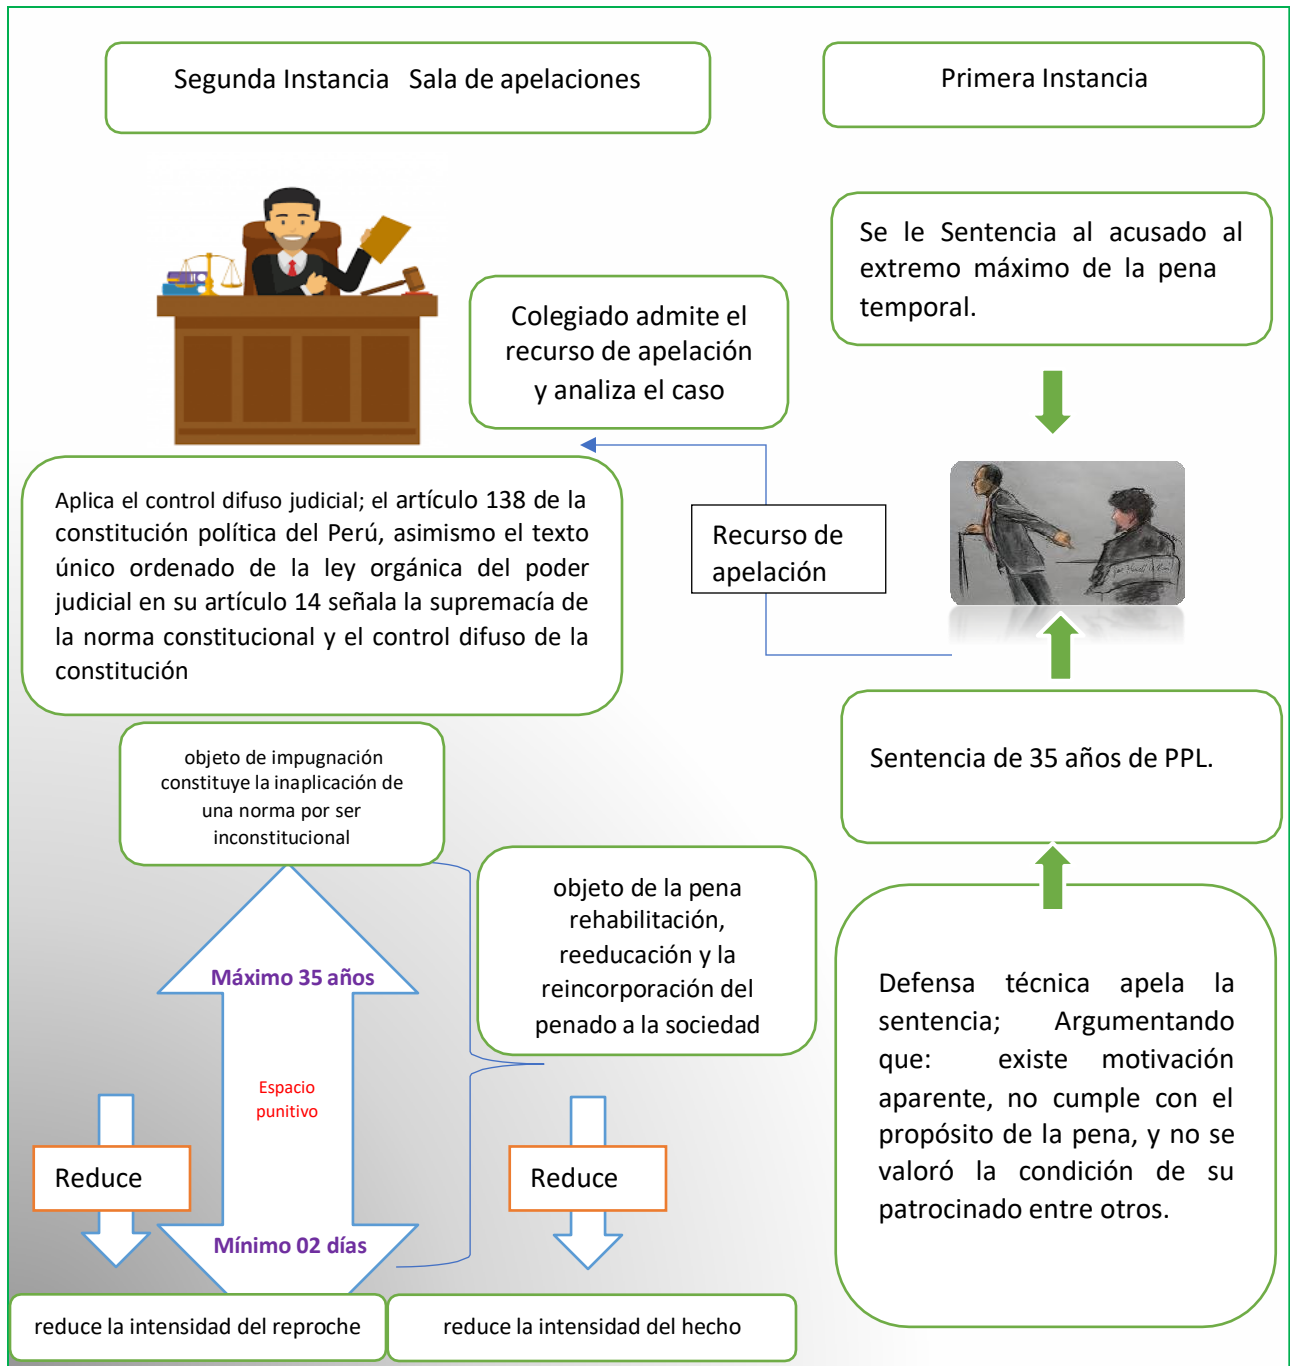 Segunda Instancia   Sala de apelaciones
Primera Instancia
Se le Sentencia al acusado al
extremo máximo de la pena
temporal.
Colegiado admite el
recurso de apelación
y analiza el caso
Aplica el control difuso judicial; el artículo 138 de la
constitución política del Perú, asimismo el texto
único ordenado de la ley orgánica del poder
judicial en su artículo 14 señala la supremacía de
la norma constitucional y el control difuso de la
constitución
Recurso de
apelación
objeto de impugnación
constituye la inaplicación de
una norma por ser
inconstitucional
Sentencia de 35 años de PPL.
objeto de la pena
rehabilitación,
reeducación y la
reincorporación del
penado a la sociedad
Defensa técnica apela la
sentencia; Argumentando
que: existe motivación
aparente, no cumple con el
propósito de la pena, y no se
valoró la condición de su
patrocinado entre otros.
Máximo 35 años
Espacio
punitivo
Reduce
Reduce
Mínimo 02 días
reduce la intensidad del reproche
reduce la intensidad del hecho